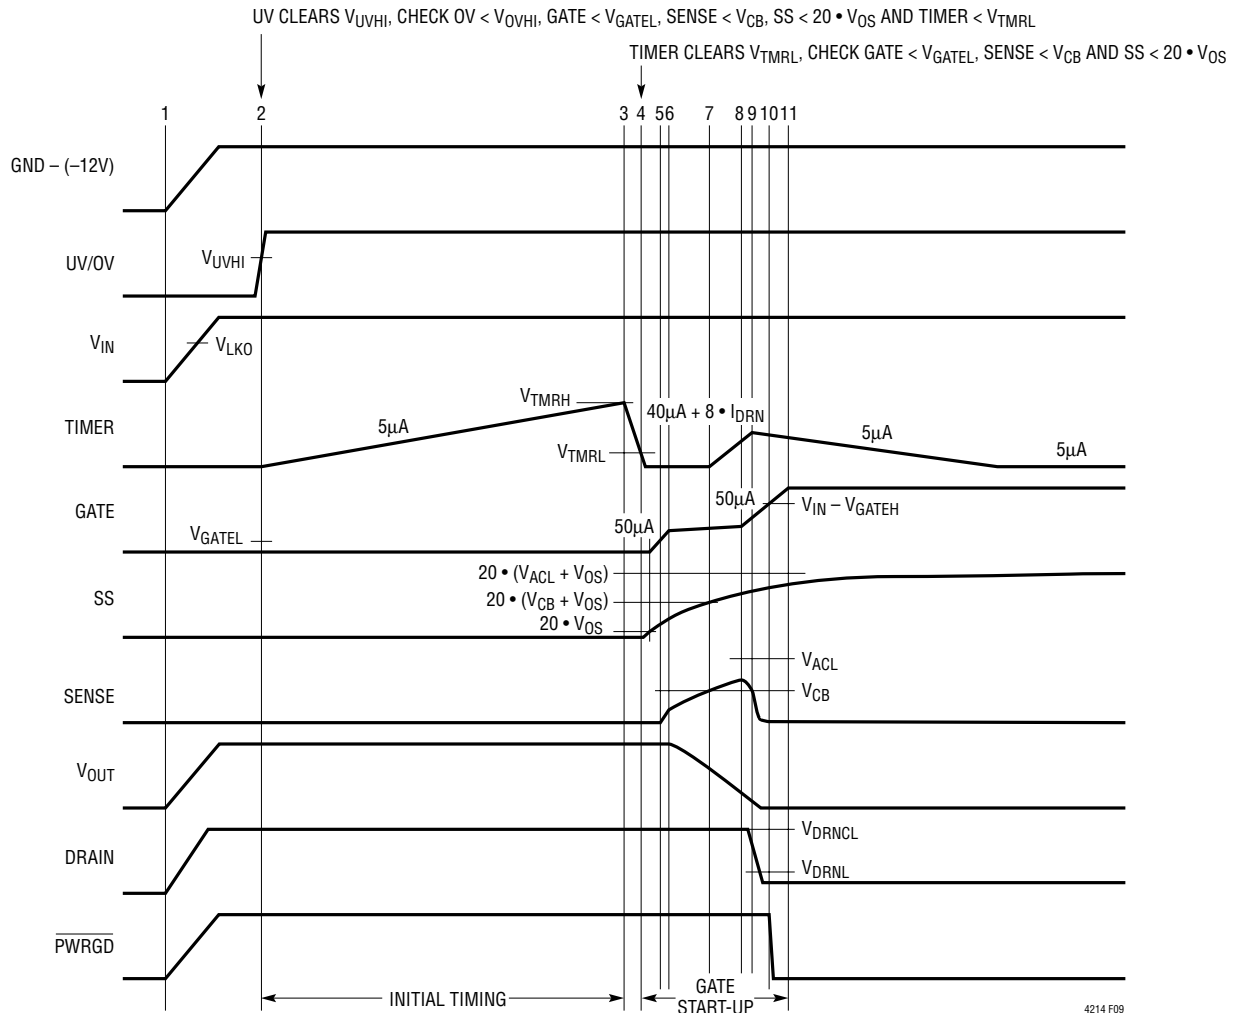 UV CLEARS VUVHI, CHECK OV < VOVHI, GATE < VGATEL, SENSE < VCB, SS < 20 • VOS AND TIMER < VTMRL
TIMER CLEARS VTMRL, CHECK GATE < VGATEL, SENSE < VCB AND SS < 20 • VOS
1 2 3 4 5 6 7 8 9 10 11
GND – (–12V)
UV/OV
VUVHI
VIN
VLKO
TIMER
5µA
VTMRH
VTMRL
40µA + 8 • IDRN
5µA
5µA
GATE
VGATEL
50µA
50µA
VIN – VGATEH
SS
20 • (VACL + VOS)
20 • (VCB + VOS)
20 • VOS
SENSE
VACL
VCB
VOUT
DRAIN
VDRNCL
VDRNL
PWRGD
INITIAL TIMING
GATE
START-UP
4214 F09